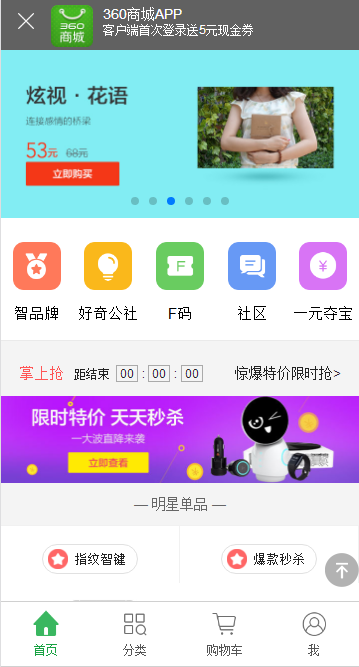 360商城APP
客户端首次登录送5元现金券
360
商城
炫视·花语
连接感情的桥梁
53元 68元
立即购买
F
¥
智品牌 好奇公社 F码 社区 一元夺宝
掌上抢 距结束 00 : 00 : 00 惊爆特价限时抢>
限时特价 天天秒杀
一大波直降来袭
立即查看
— 明星单品 —
指纹智键 爆款秒杀
首页 分类 购物车 我